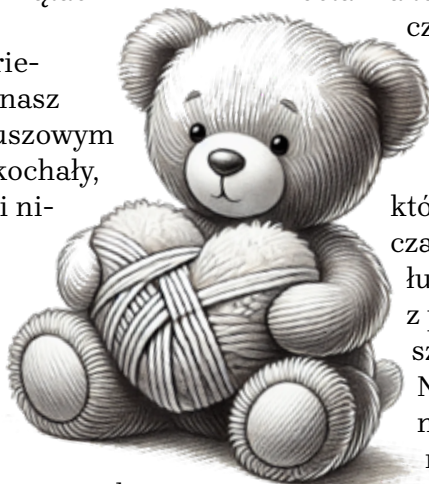 rie-
nasz
uszowym
kochały,
i ni-
cz
któ
cza
łu
z
sz
N